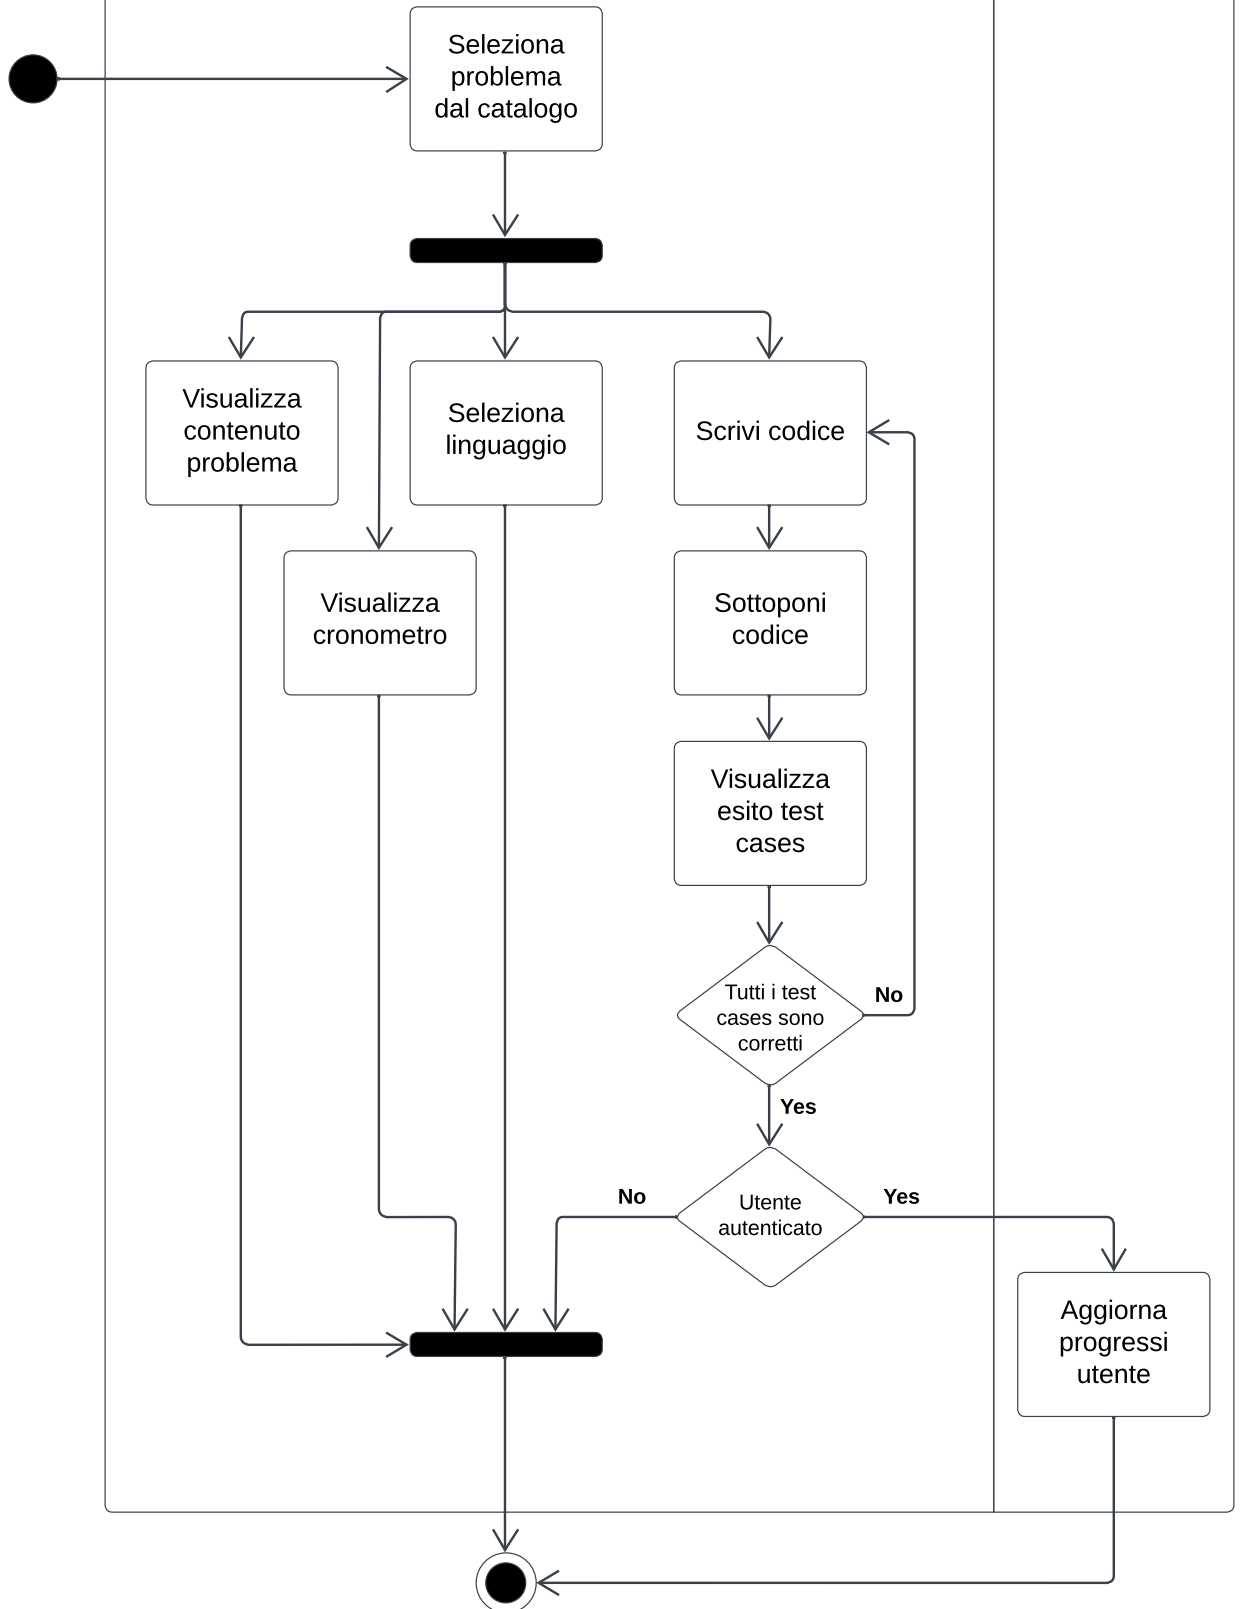 Seleziona
problema
dal catalogo
Visualizza
contenuto
problema
Seleziona
linguaggio
Scrivi codice
Visualizza
cronometro
Sottoponi
codice
Visualizza
esito test
cases
Tutti i test
cases sono
corretti
No
Yes
No
Utente
autenticato
Yes
Aggiorna
progressi
utente